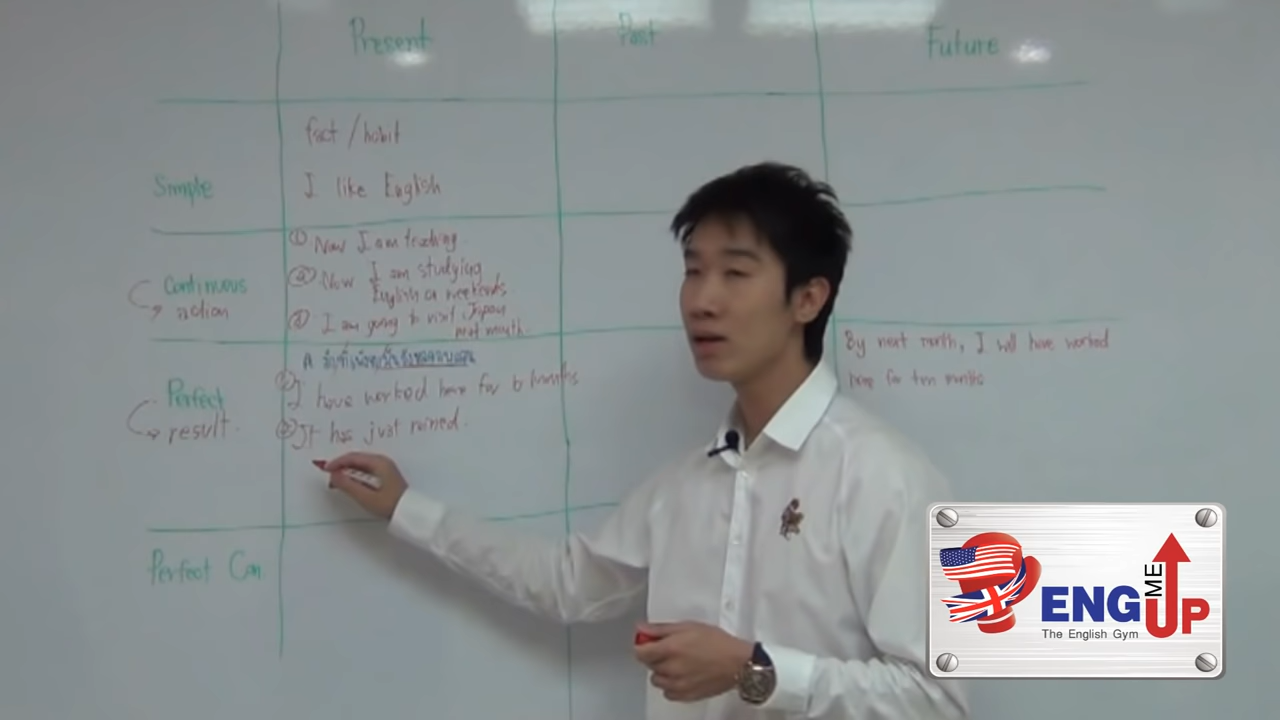 Present Past Future
fact / habit
Simple
I like English
① Now I am teaching.
② Now I am studying
English on weekends
Continuous
action
③ I am going to visit Japan
next month.
Perfect
result.
① I have worked here for 6 months
② It has just rained.
By next month, I will have worked
here for ten months
Perfect Con
ENG ME UP
The English Gym